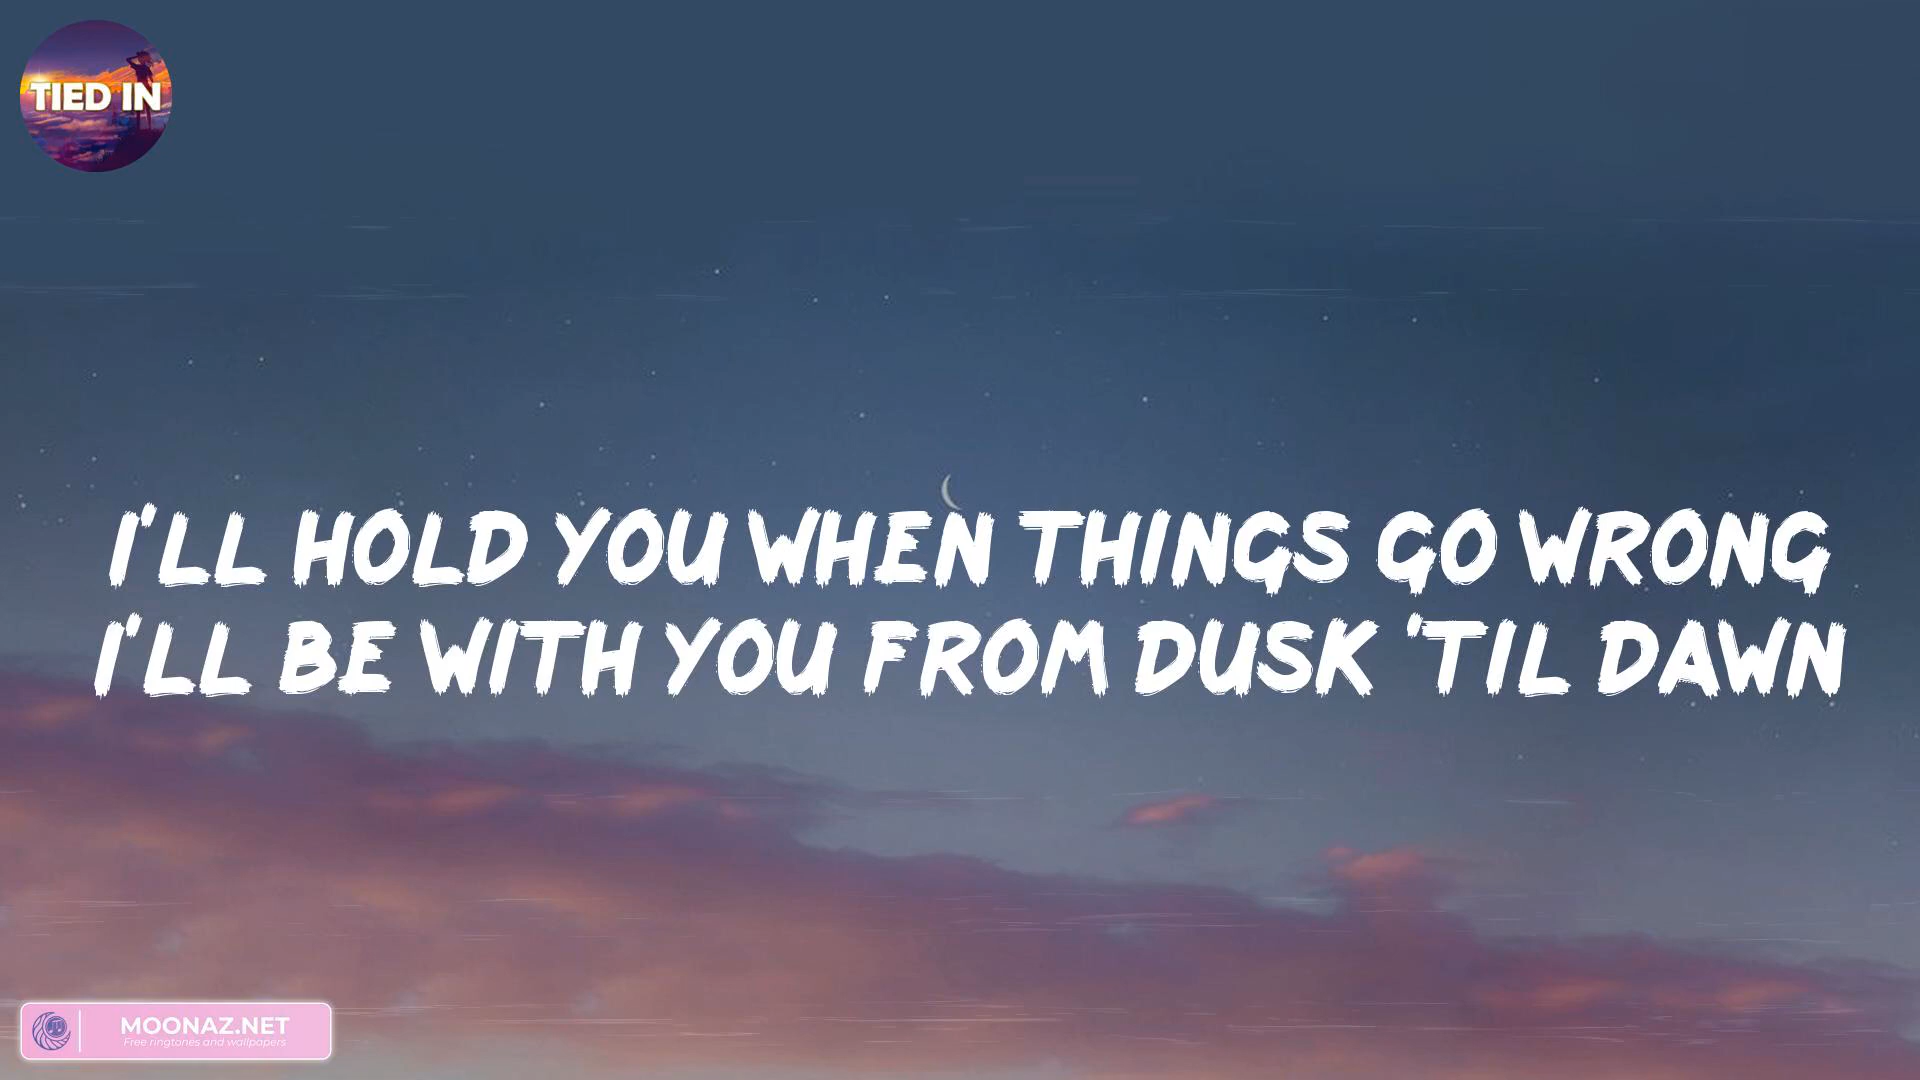 TIED IN
I'LL HOLD YOU WHEN THINGS GO WRONG
I'LL BE WITH YOU FROM DUSK 'TIL DAWN
MOONAZ.NET
Free ringtones and wallpapers